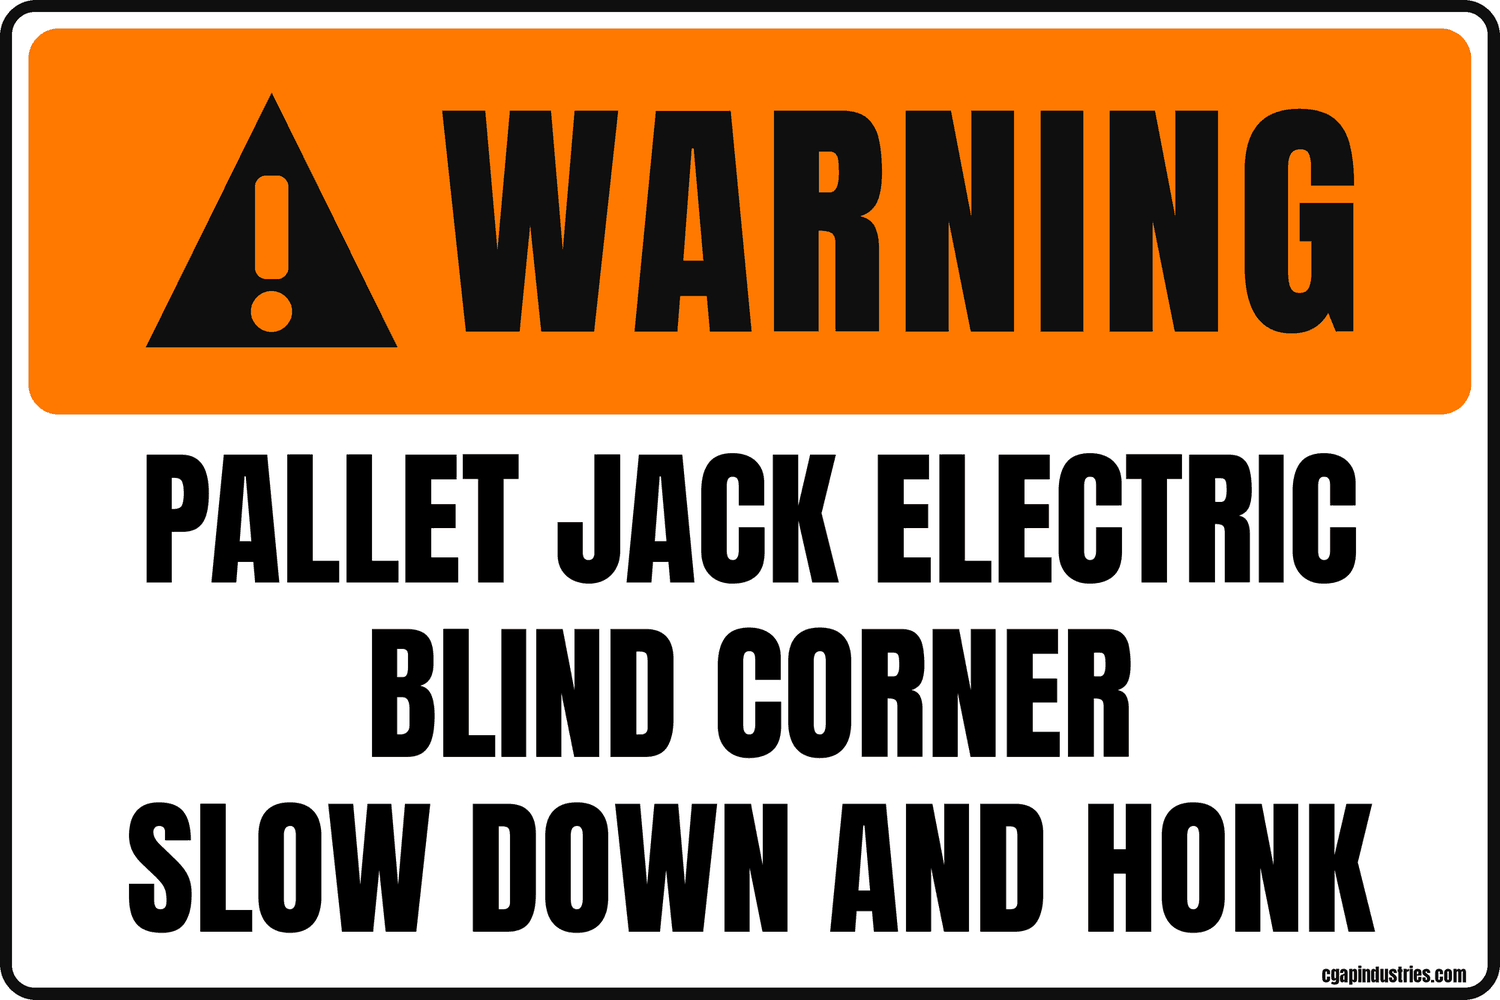 WARNING
PALLET JACK ELECTRIC
BLIND CORNER
SLOW DOWN AND HONK
cgapindustries.com